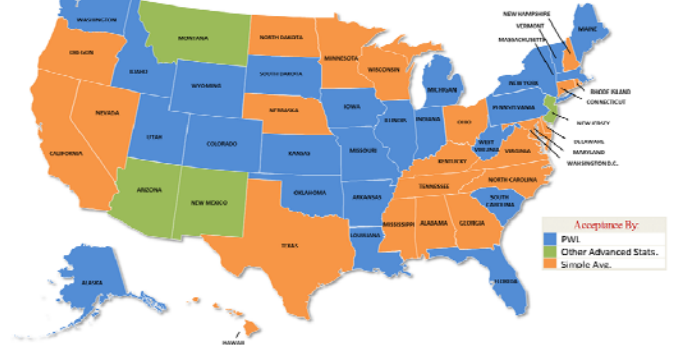 WASHINGTON
NEW HAMPSHIRE
VERMONT
MASSACHUSETTS
MAINE
MONTANA
NORTH DAKOTA
MINNESOTA
OREGON
IDAHO
SOUTH DAKOTA
WISCONSIN
MICHIGAN
NEW YORK
WYOMING
RHODE ISLAND
CONNECTICUT
NEBRASKA
IOWA
PENNSYLVANIA
NEVADA
ILLINOIS
INDIANA
OHIO
NEW JERSEY
UTAH
COLORADO
KANSAS
MISSOURI
WEST
VIRGINIA
VIRGINIA
DELAWARE
MARYLAND
WAHSINGTON D.C.
CALIFORNIA
KENTUCKY
NORTH CAROLINA
ARIZONA
NEW MEXICO
OKLAHOMA
ARKANSAS
TENNESSEE
SOUTH
CAROLINA
MISSISSIPPI
ALABAMA
GEORGIA
TEXAS
LOUISIANA
Acceptance By:
PWL
Other Advanced Stats.
Simple Ave.
ALASKA
FLORIDA
HAWAII